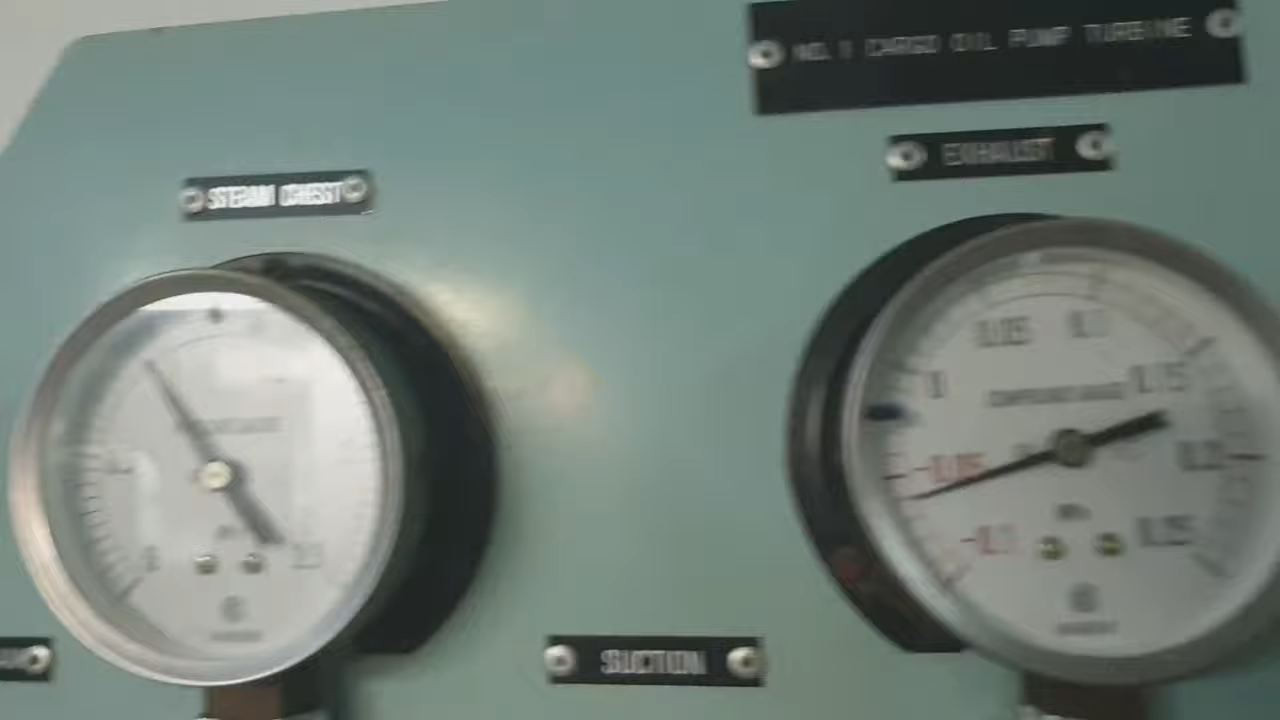 NO. 1 CARGO OIL PUMP TURBINE
EXHAUST
STEAM CHEST
0.05 0.1
0 0.15
COMPOUND GAUGE
-0.05 0.2
-0.1 0.25
MPa
SUCTION